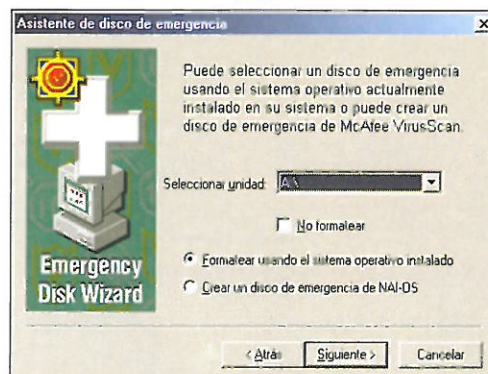 Asistente de disco de emergencia
Puede seleccionar un disco de emergencia
usando el sistema operativo actualmente
instalado en su sistema o puede crear un
disco de emergencia de McAfee VirusScan.
Seleccionar unidad: A:\
No formatear
Formatear usando el sistema operativo instalado
Crear un disco de emergencia de NAI-OS
Emergency
Disk Wizard
< Atrás
Siguiente >
Cancelar